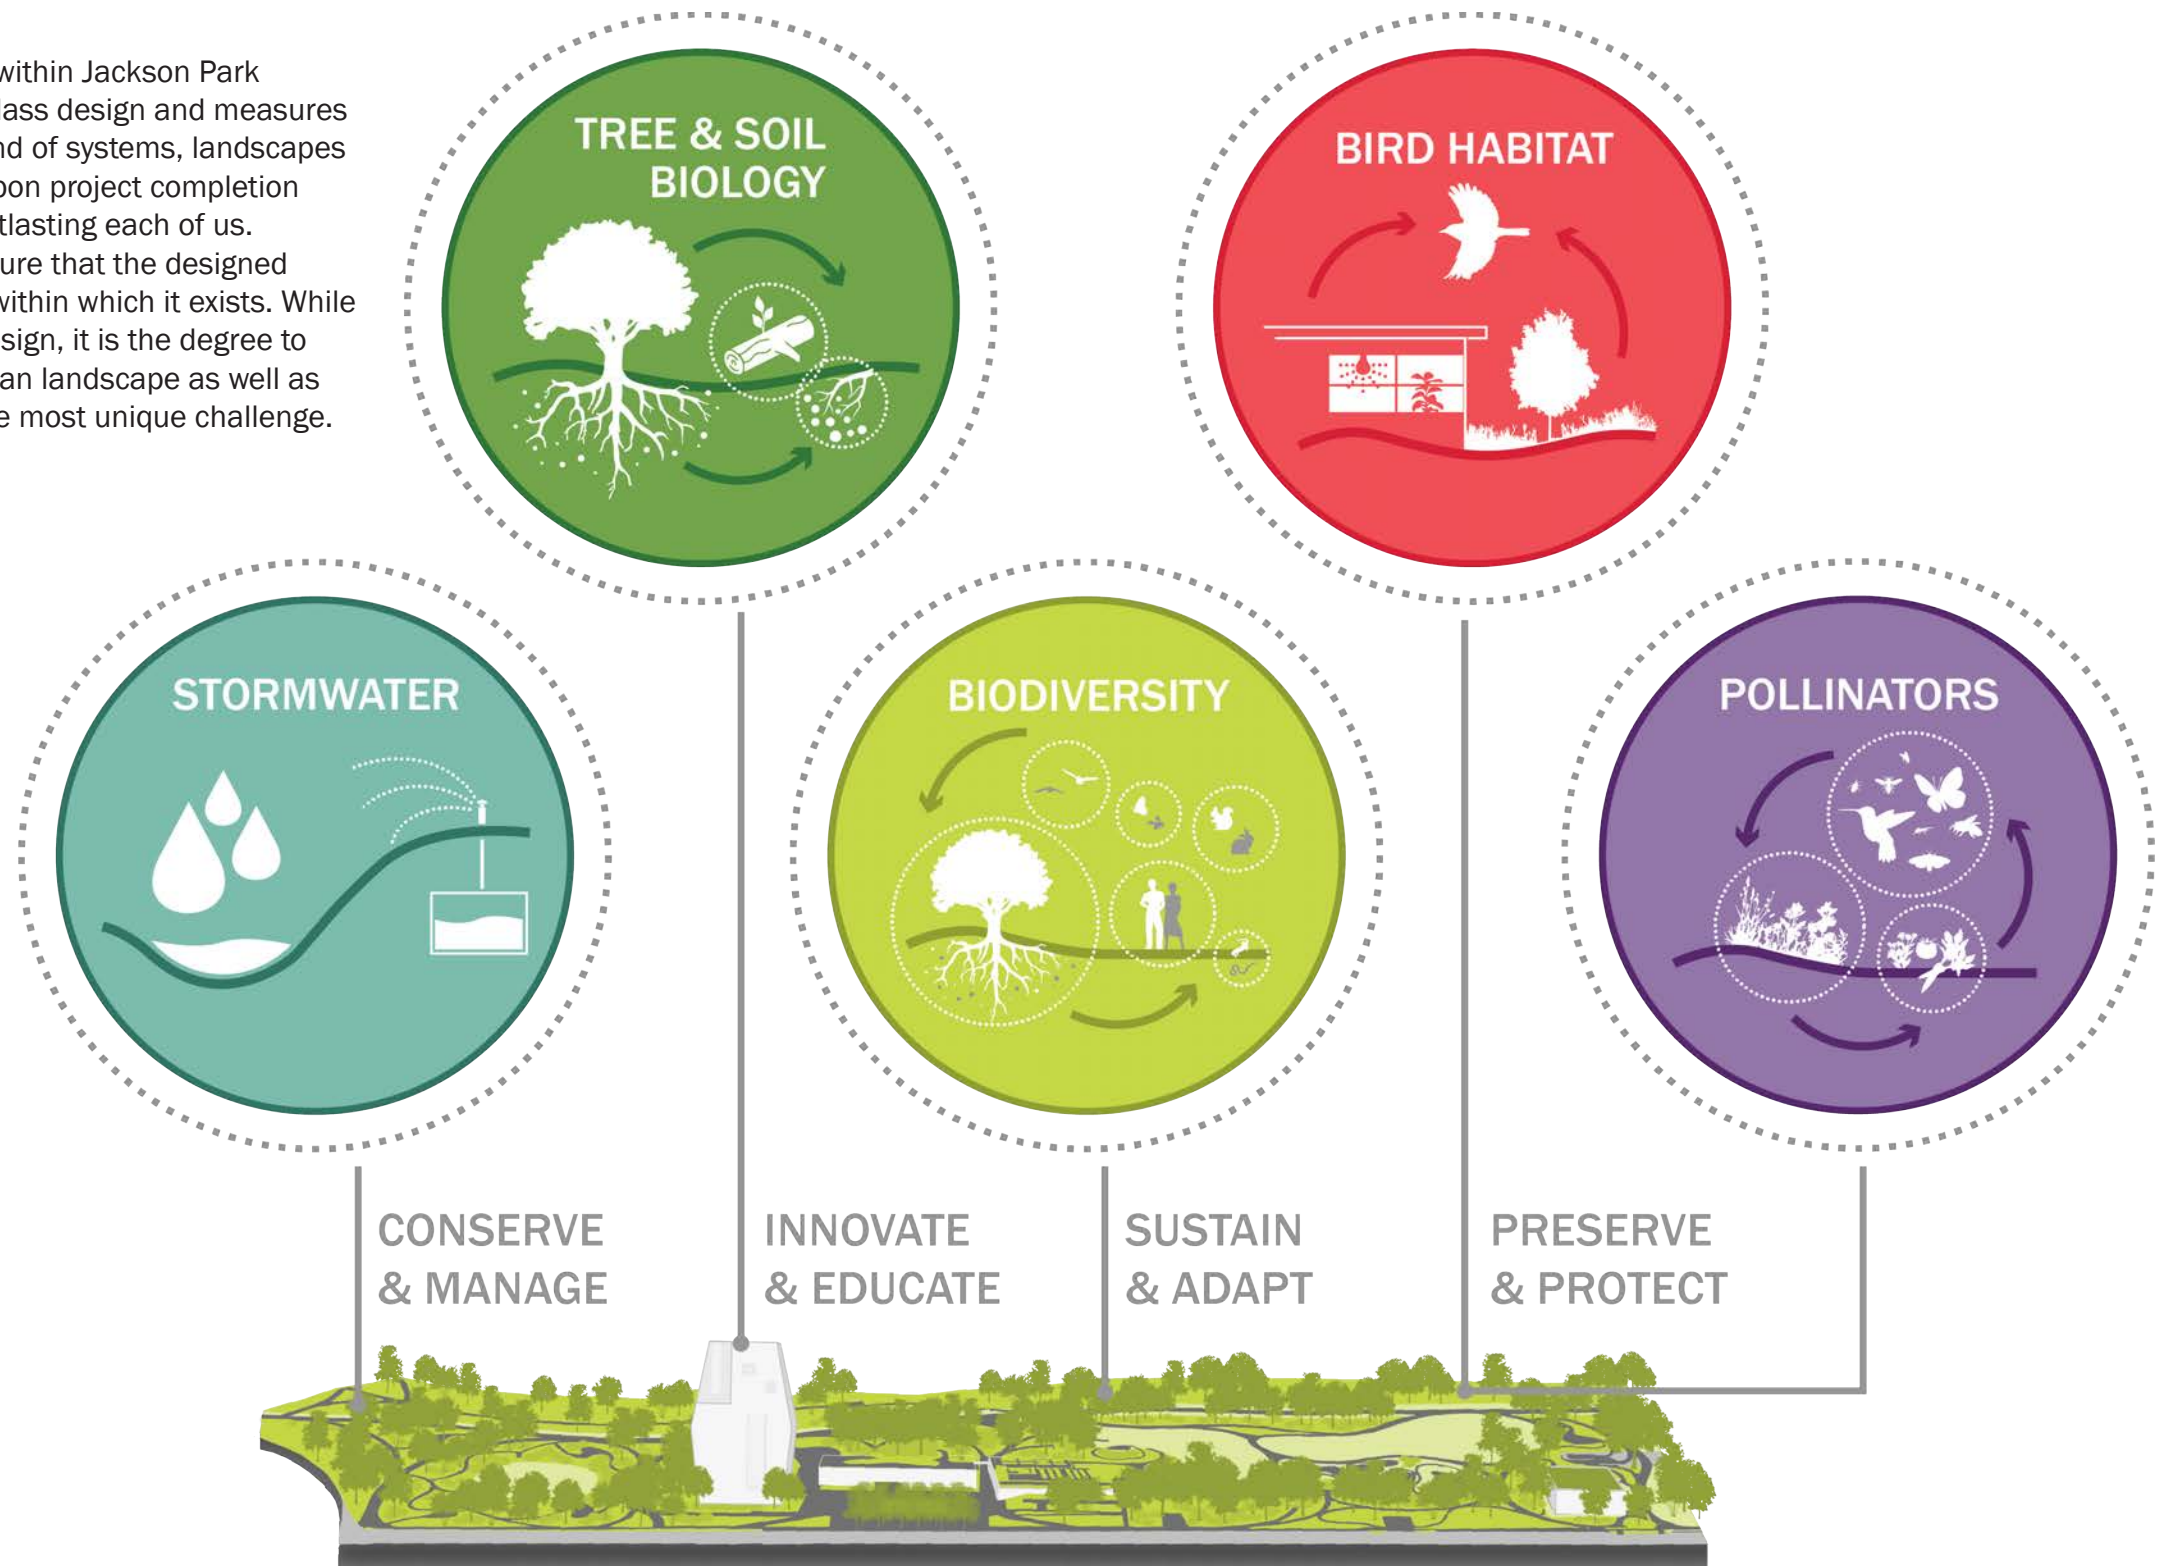 within Jackson Park
lass design and measures
nd of systems, landscapes
pon project completion
tlasting each of us.
ure that the designed
within which it exists. While
sign, it is the degree to
an landscape as well as
e most unique challenge.
TREE & SOIL
BIOLOGY
BIRD HABITAT
STORMWATER
BIODIVERSITY
POLLINATORS
CONSERVE
& MANAGE
INNOVATE
& EDUCATE
SUSTAIN
& ADAPT
PRESERVE
& PROTECT